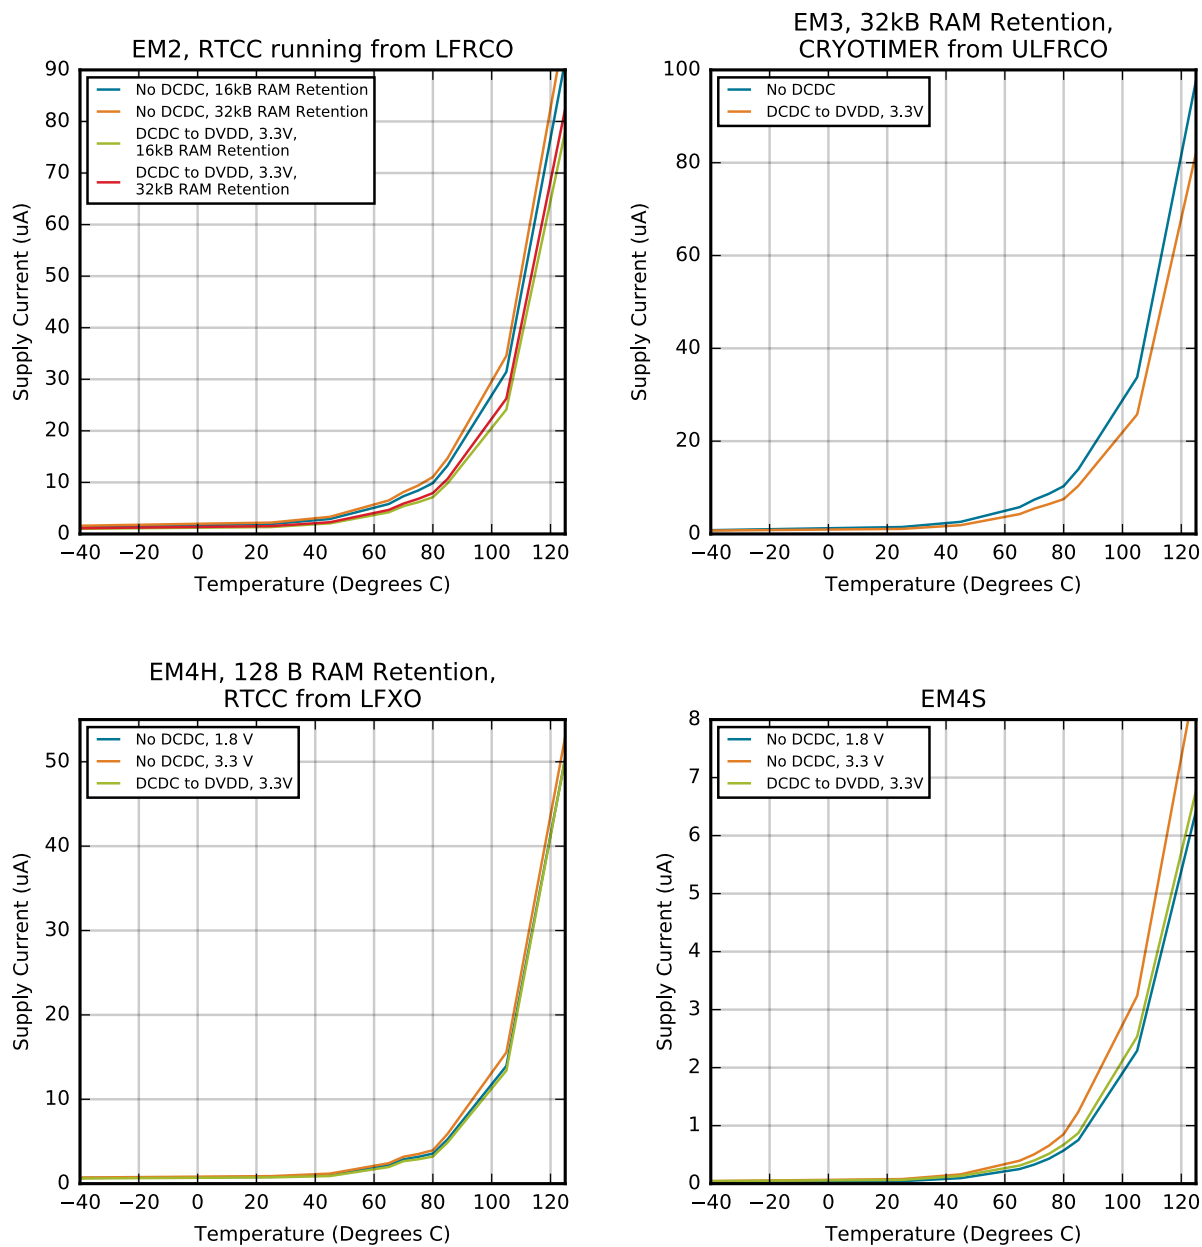 EM2, RTCC running from LFRCO
90
80
70
60
50
40
30
20
10
0
Supply Current (uA)
No DCDC, 16kB RAM Retention
No DCDC, 32kB RAM Retention
DCDC to DVDD, 3.3V,
16kB RAM Retention
DCDC to DVDD, 3.3V,
32kB RAM Retention
−40 −20 0 20 40 60 80 100 120
Temperature (Degrees C)
EM3, 32kB RAM Retention,
CRYOTIMER from ULFRCO
100
80
60
40
20
0
Supply Current (uA)
No DCDC
DCDC to DVDD, 3.3V
−40 −20 0 20 40 60 80 100 120
Temperature (Degrees C)
EM4H, 128 B RAM Retention,
RTCC from LFXO
50
40
30
20
10
0
Supply Current (uA)
No DCDC, 1.8 V
No DCDC, 3.3 V
DCDC to DVDD, 3.3V
−40 −20 0 20 40 60 80 100 120
Temperature (Degrees C)
EM4S
8
7
6
5
4
3
2
1
0
Supply Current (uA)
No DCDC, 1.8 V
No DCDC, 3.3 V
DCDC to DVDD, 3.3V
−40 −20 0 20 40 60 80 100 120
Temperature (Degrees C)